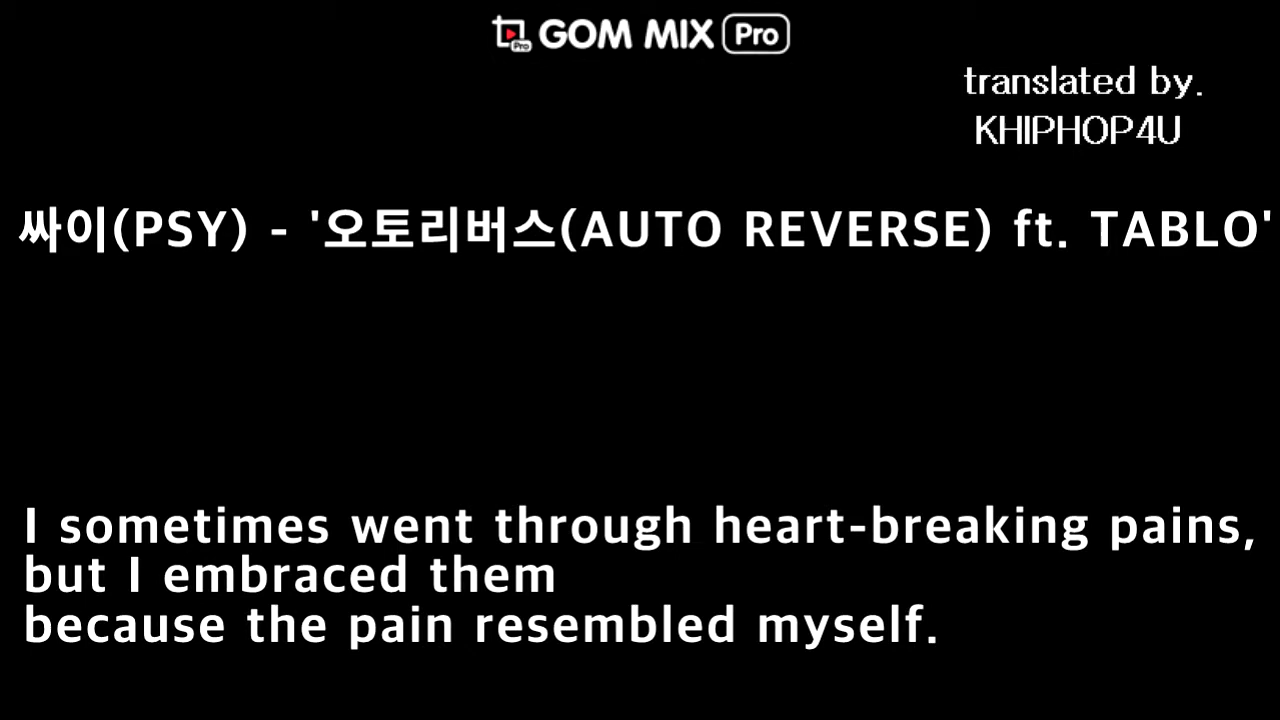 GOM MIX Pro
translated by.
KHIPHOP4U
싸이(PSY) - '오토리버스(AUTO REVERSE) ft. TABLO'
I sometimes went through heart-breaking pains,
but I embraced them
because the pain resembled myself.